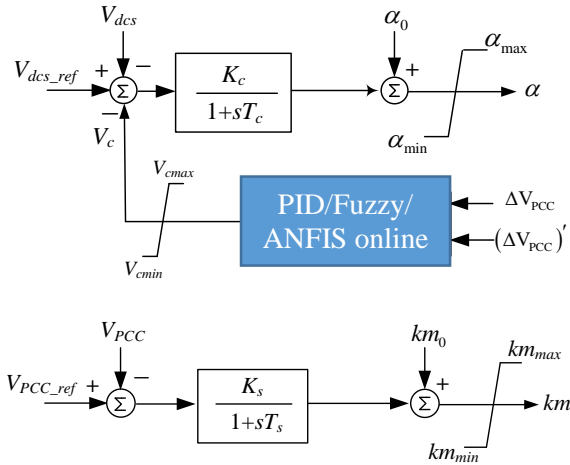 V_dcs
α_0
V_dcs_ref + − Σ − K_c / 1+sT_c + Σ α_max
α
α_min
V_c
V_cmax
V_cmin
PID/Fuzzy/
ANFIS online
ΔV_PCC
(ΔV_PCC)′
V_PCC
km_0
V_PCC_ref + − Σ K_s / 1+sT_s + Σ km_max
km
km_min